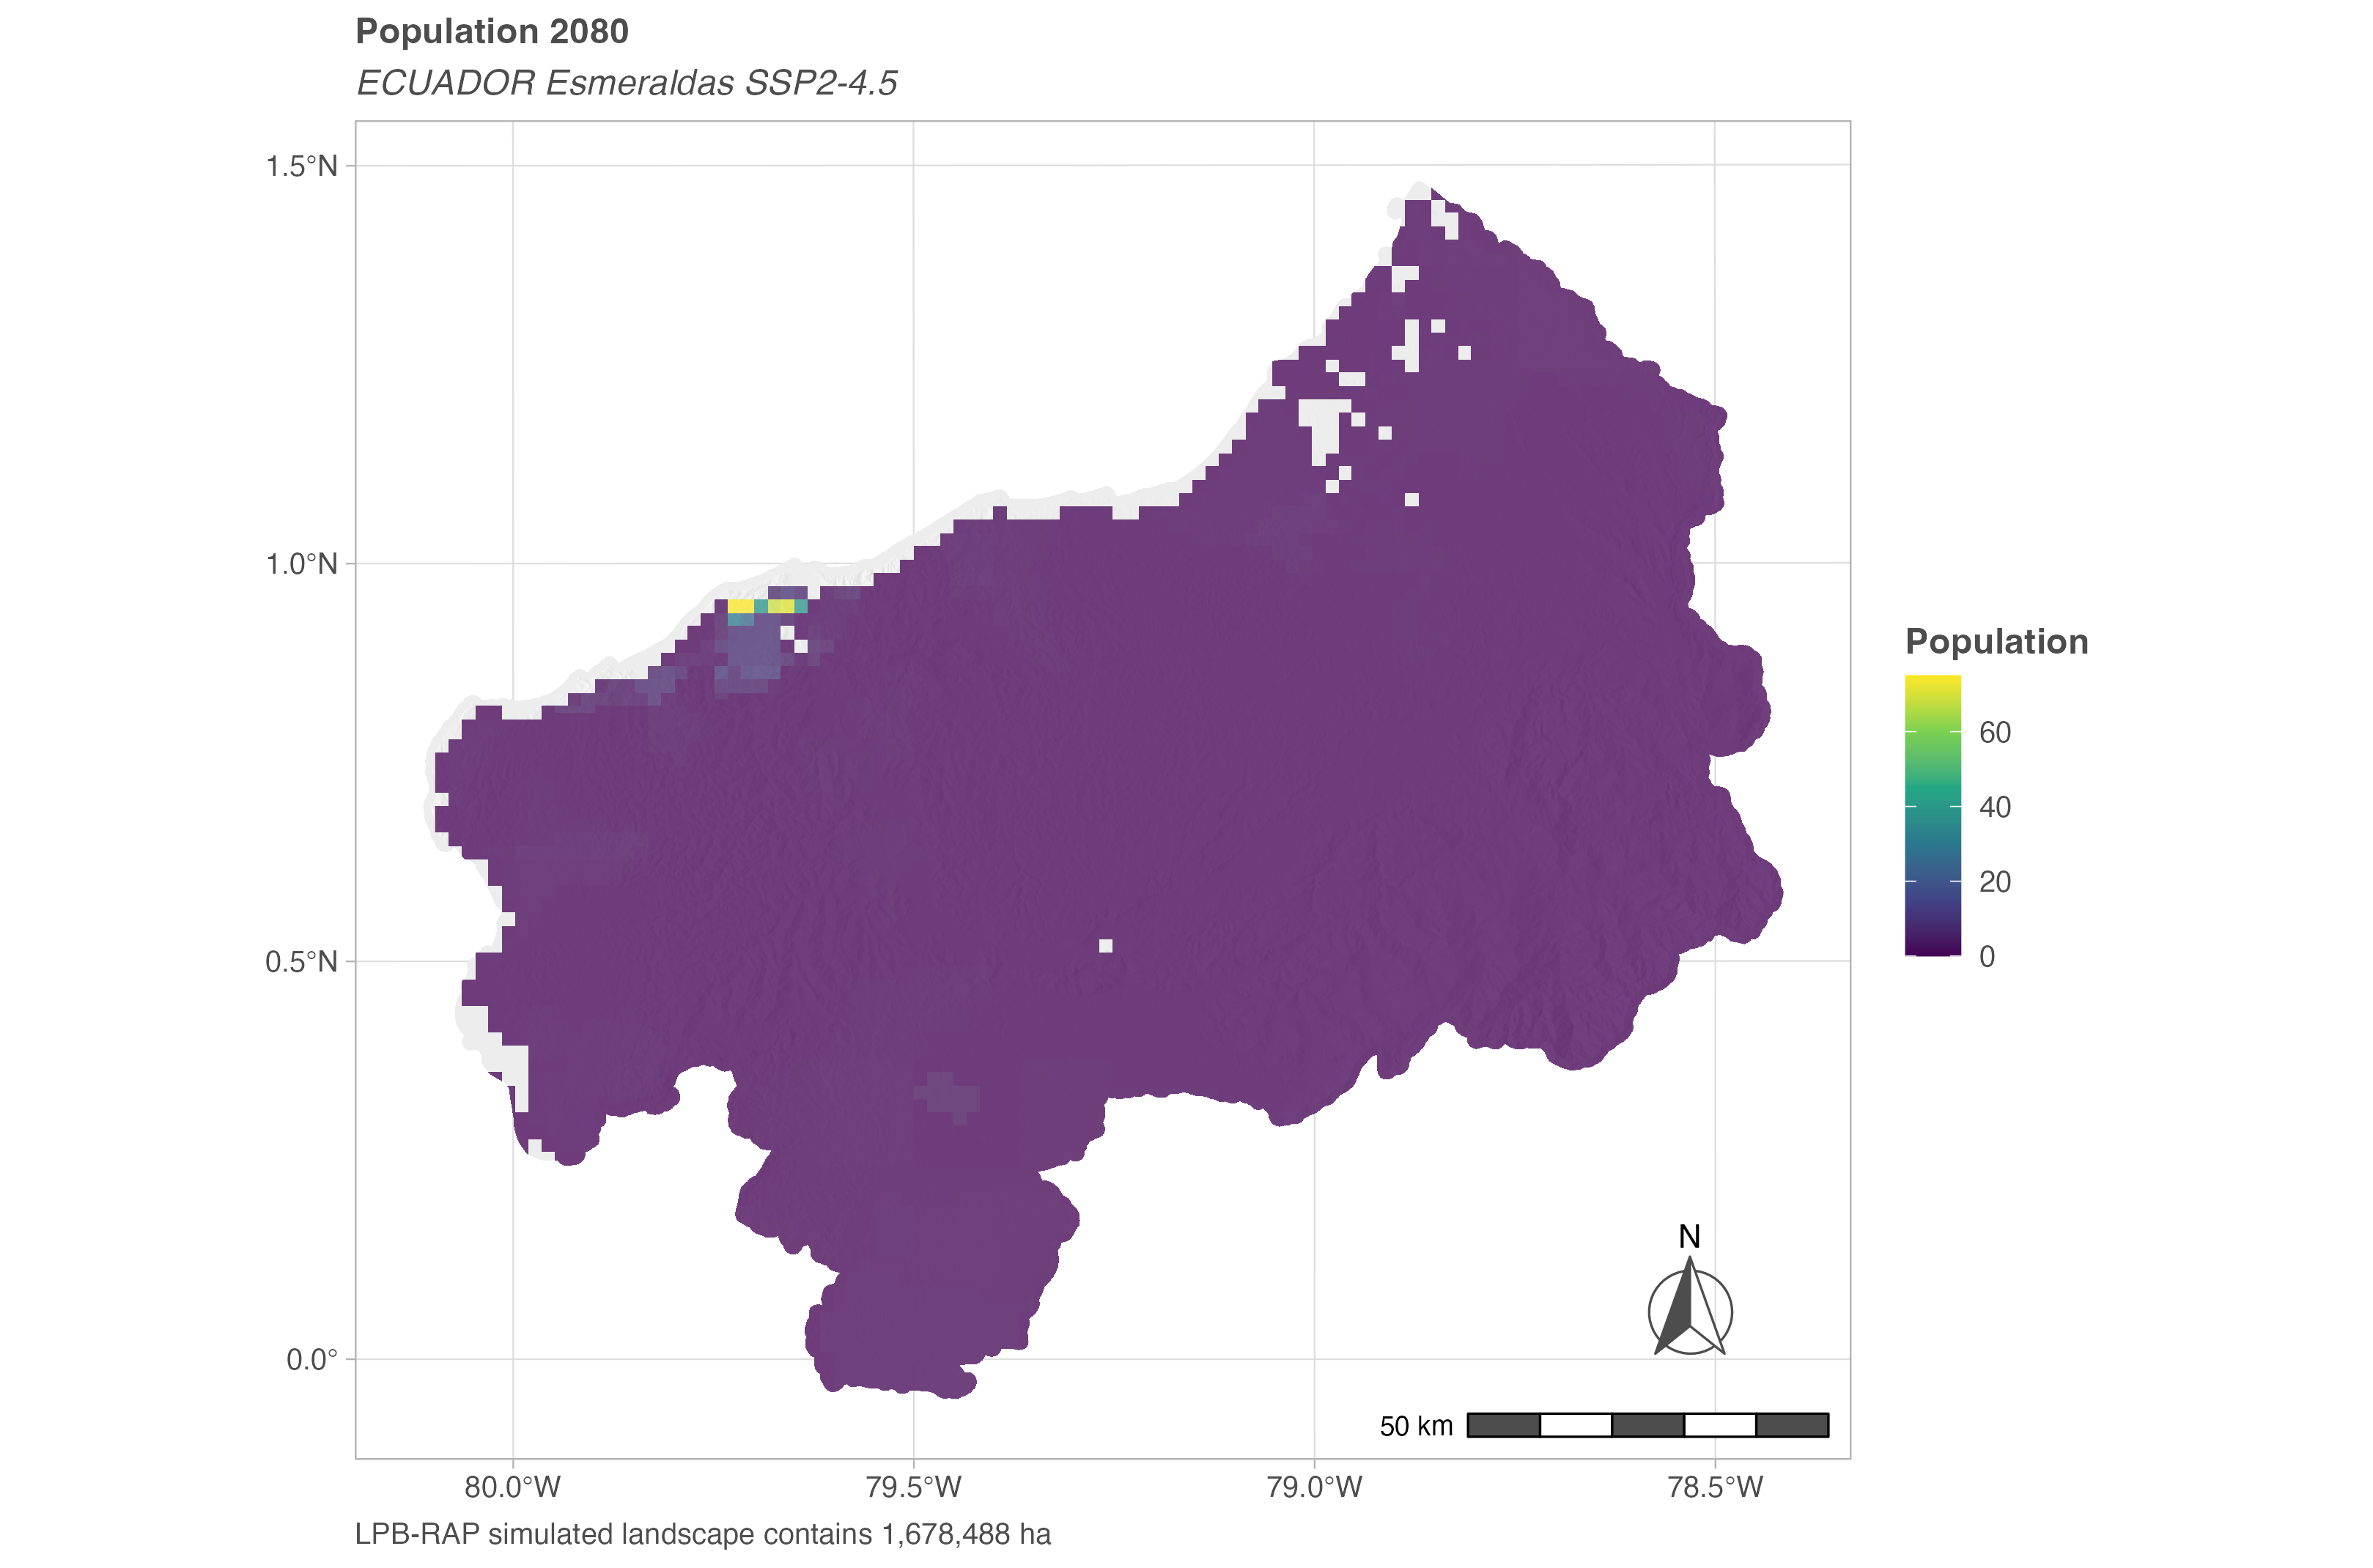 Population 2080
ECUADOR Esmeraldas SSP2-4.5
1.5°N
1.0°N
0.5°N
0.0°
80.0°W
79.5°W
79.0°W
78.5°W
Population
60
40
20
0
N
50 km
LPB-RAP simulated landscape contains 1,678,488 ha